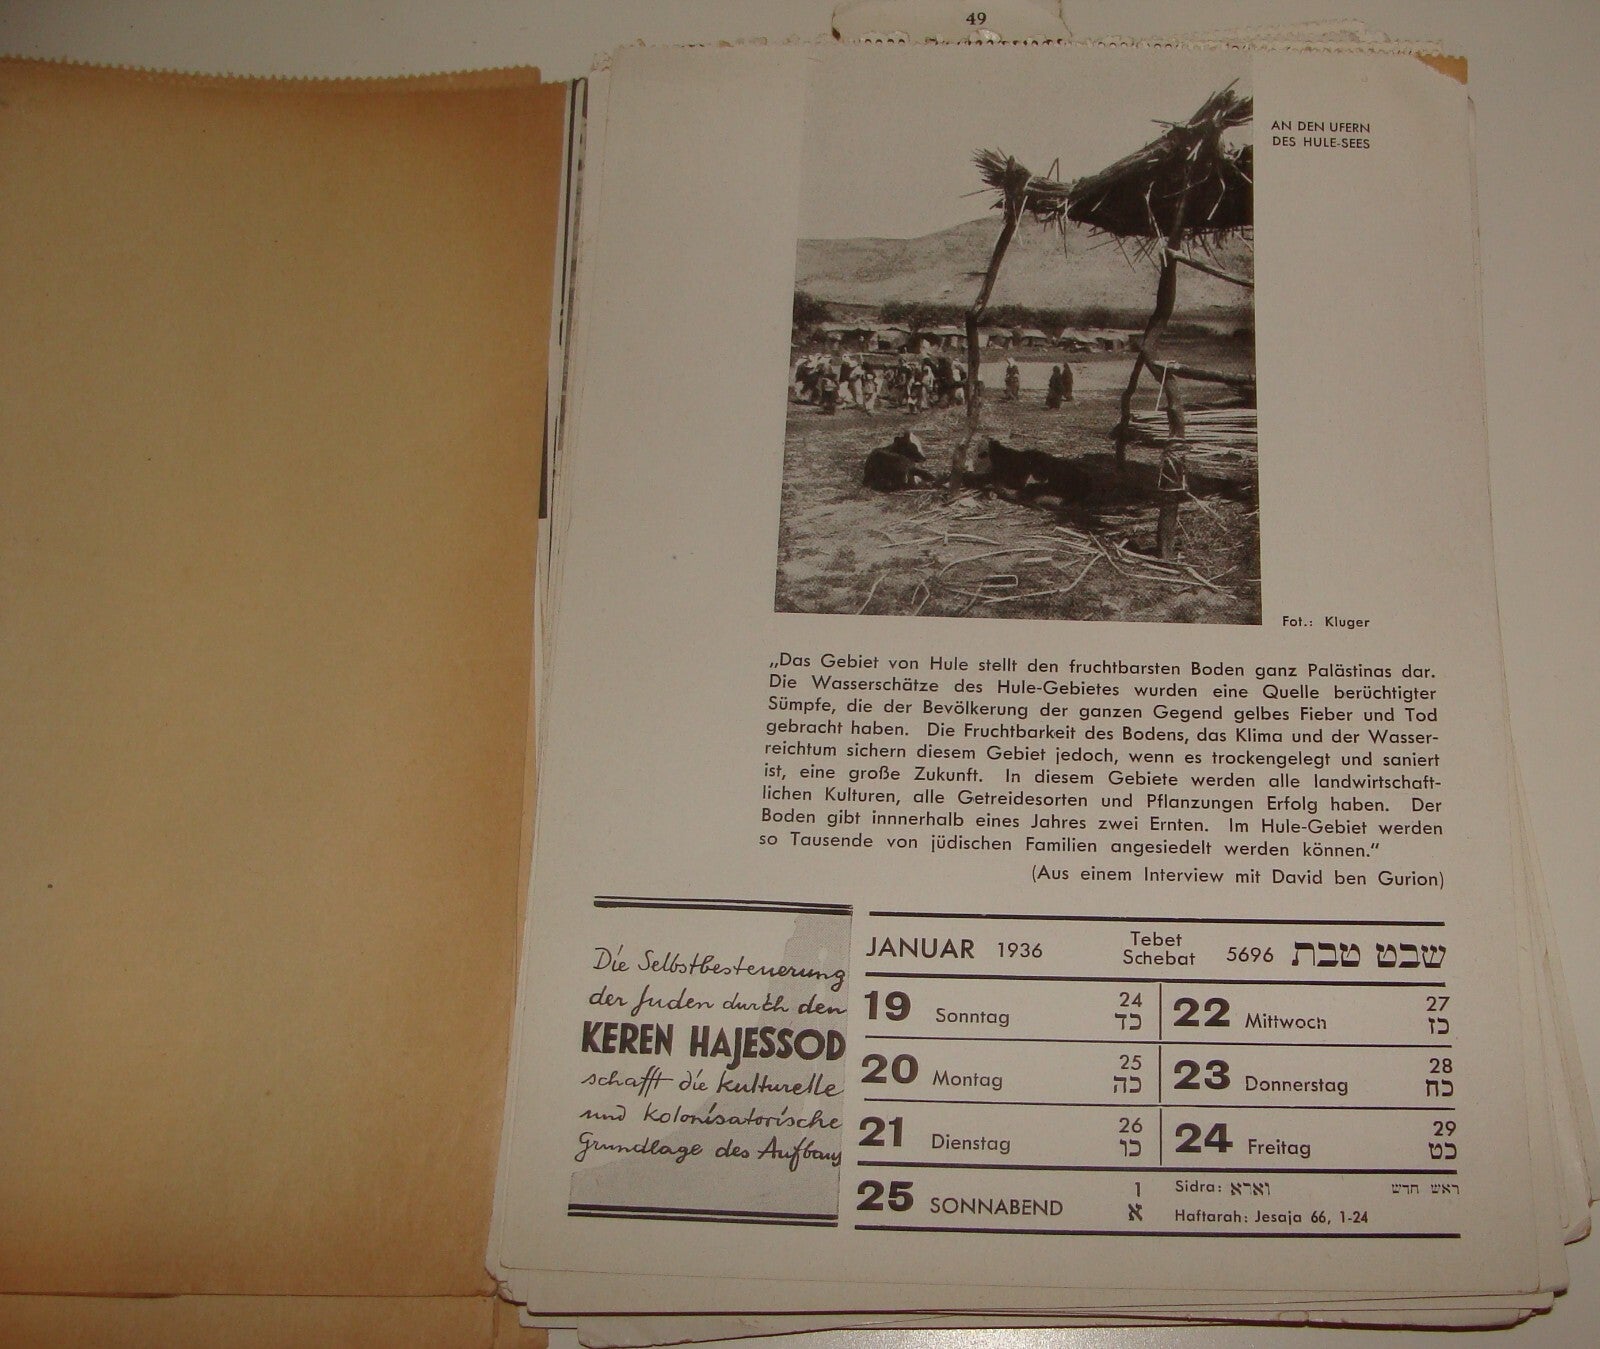 49
AN DEN UFERN
DES HULE-SEES
Fot.: Kluger
„Das Gebiet von Hule stellt den fruchtbarsten Boden ganz Palästinas dar.
Die Wasserschätze des Hule-Gebietes wurden eine Quelle berüchtigter
Sümpfe, die der Bevölkerung der ganzen Gegend gelbes Fieber und Tod
gebracht haben. Die Fruchtbarkeit des Bodens, das Klima und der Wasser-
reichtum sichern diesem Gebiet jedoch, wenn es trockengelegt und saniert
ist, eine große Zukunft. In diesem Gebiete werden alle landwirtschaft-
lichen Kulturen, alle Getreidesorten und Pflanzungen Erfolg haben. Der
Boden gibt innnerhalb eines Jahres zwei Ernten. Im Hule-Gebiet werden
so Tausende von jüdischen Familien angesiedelt werden können."
(Aus einem Interview mit David ben Gurion)
Die Selbstbesteuerung
der Juden durch den
KEREN HAJESSOD
schafft die kulturelle
und kolonisatorische
Grundlage des Aufbaus
JANUAR 1936 Tebet Schebat 5696 שבט טבת
19 Sonntag 24 כד
20 Montag 25 כה
21 Dienstag 26 כו
22 Mittwoch 27 כז
23 Donnerstag 28 כח
24 Freitag 29 כט
25 SONNABEND 1 א
Sidra: וארא ראש חדש
Haftarah: Jesaja 66, 1-24